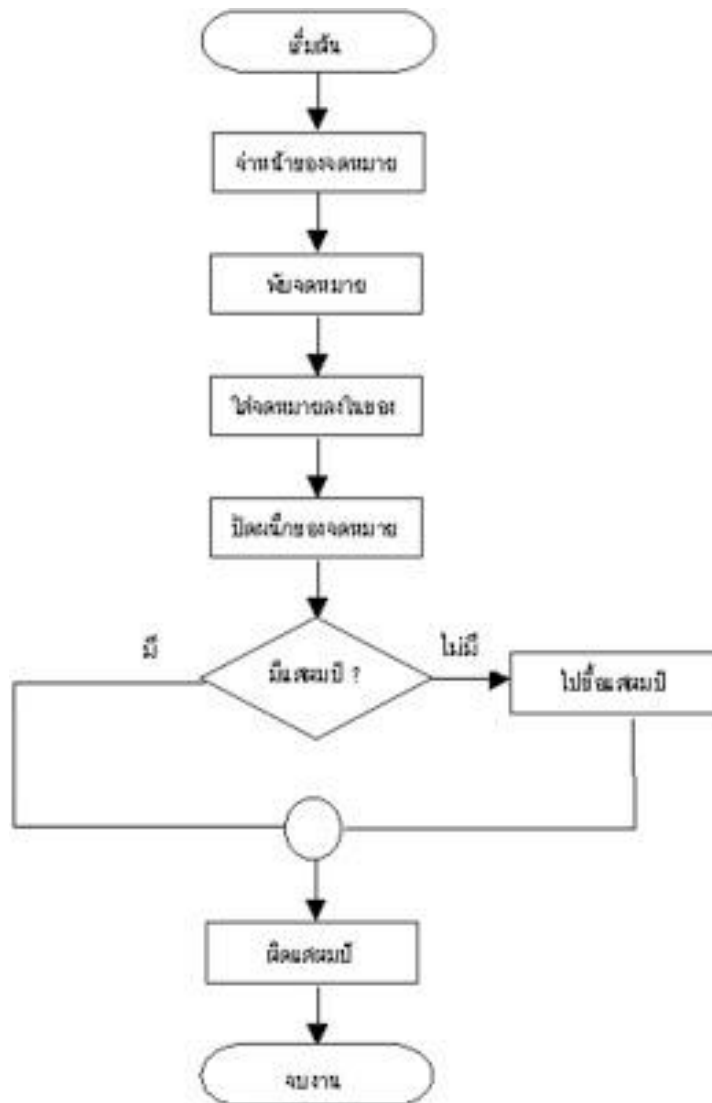 เริ่มต้น
จ่าหน้าซองจดหมาย
พับจดหมาย
ใส่จดหมายลงในซอง
ปิดผนึกซองจดหมาย
มี
มีแสตมป์ ?
ไม่มี
ไปซื้อแสตมป์
ติดแสตมป์
จบงาน